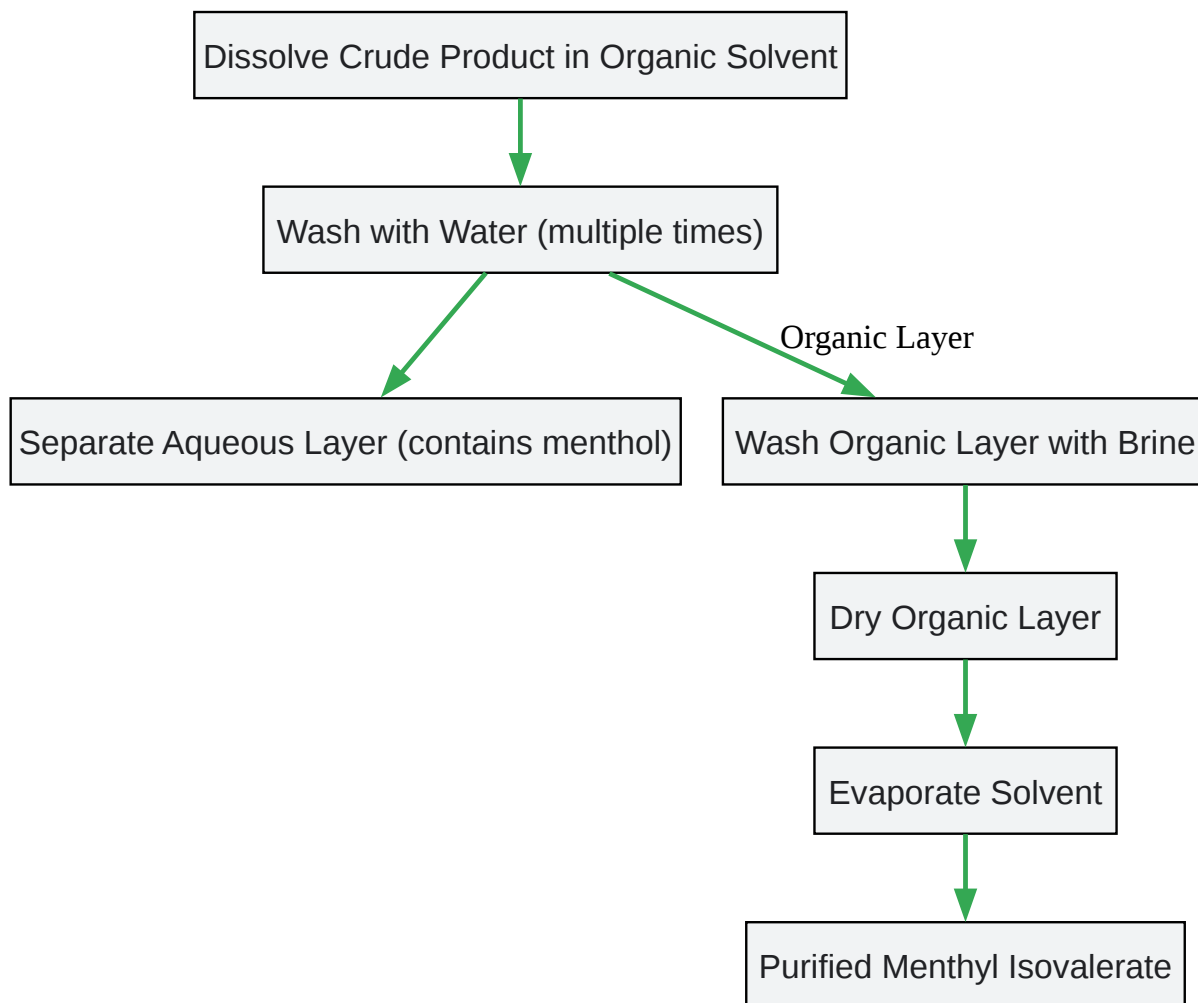 Dissolve Crude Product in Organic Solvent
Wash with Water (multiple times)
Organic Layer
Separate Aqueous Layer (contains menthol)
Wash Organic Layer with Brine
Dry Organic Layer
Evaporate Solvent
Purified Menthyl Isovalerate